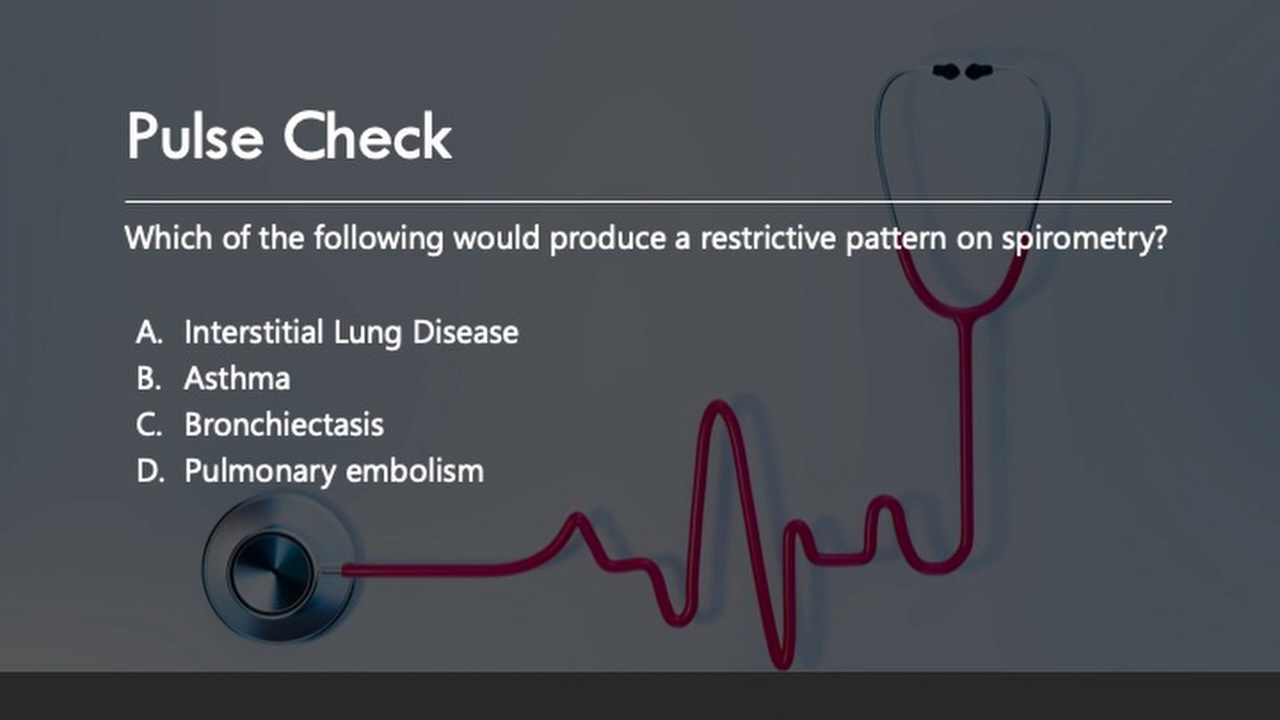 Pulse Check
Which of the following would produce a restrictive pattern on spirometry?
A. Interstitial Lung Disease
B. Asthma
C. Bronchiectasis
D. Pulmonary embolism